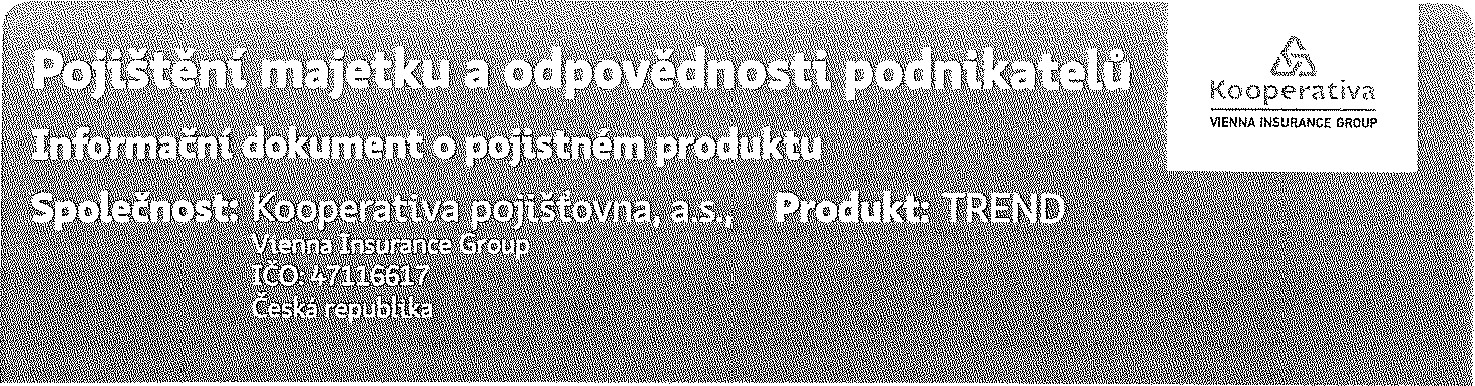 Pojištění majetku a odpovědnosti podnikatelů
Informační dokument o pojistném produktu
Společnost: Kooperativa pojišťovna, a.s., Produkt: TREND
Vienna Insurance Group
IČO 47116617
Česká republika
Kooperativa
VIENNA INSURANCE GROUP